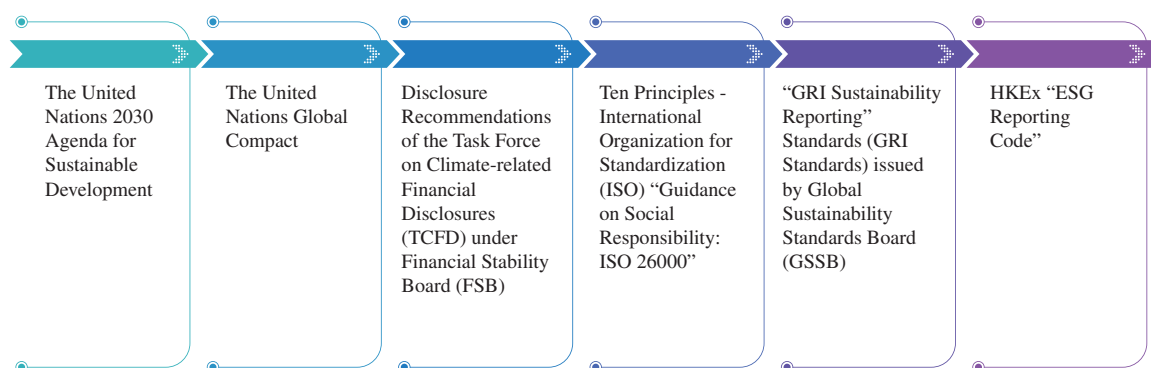 The United
Nations 2030
Agenda for
Sustainable
Development
The United
Nations Global
Compact
Disclosure
Recommendations
of the Task Force
on Climate-related
Financial
Disclosures
(TCFD) under
Financial Stability
Board (FSB)
Ten Principles -
International
Organization for
Standardization
(ISO) “Guidance
on Social
Responsibility:
ISO 26000”
“GRI Sustainability
Reporting”
Standards (GRI
Standards) issued
by Global
Sustainability
Standards Board
(GSSB)
HKEx “ESG
Reporting
Code”